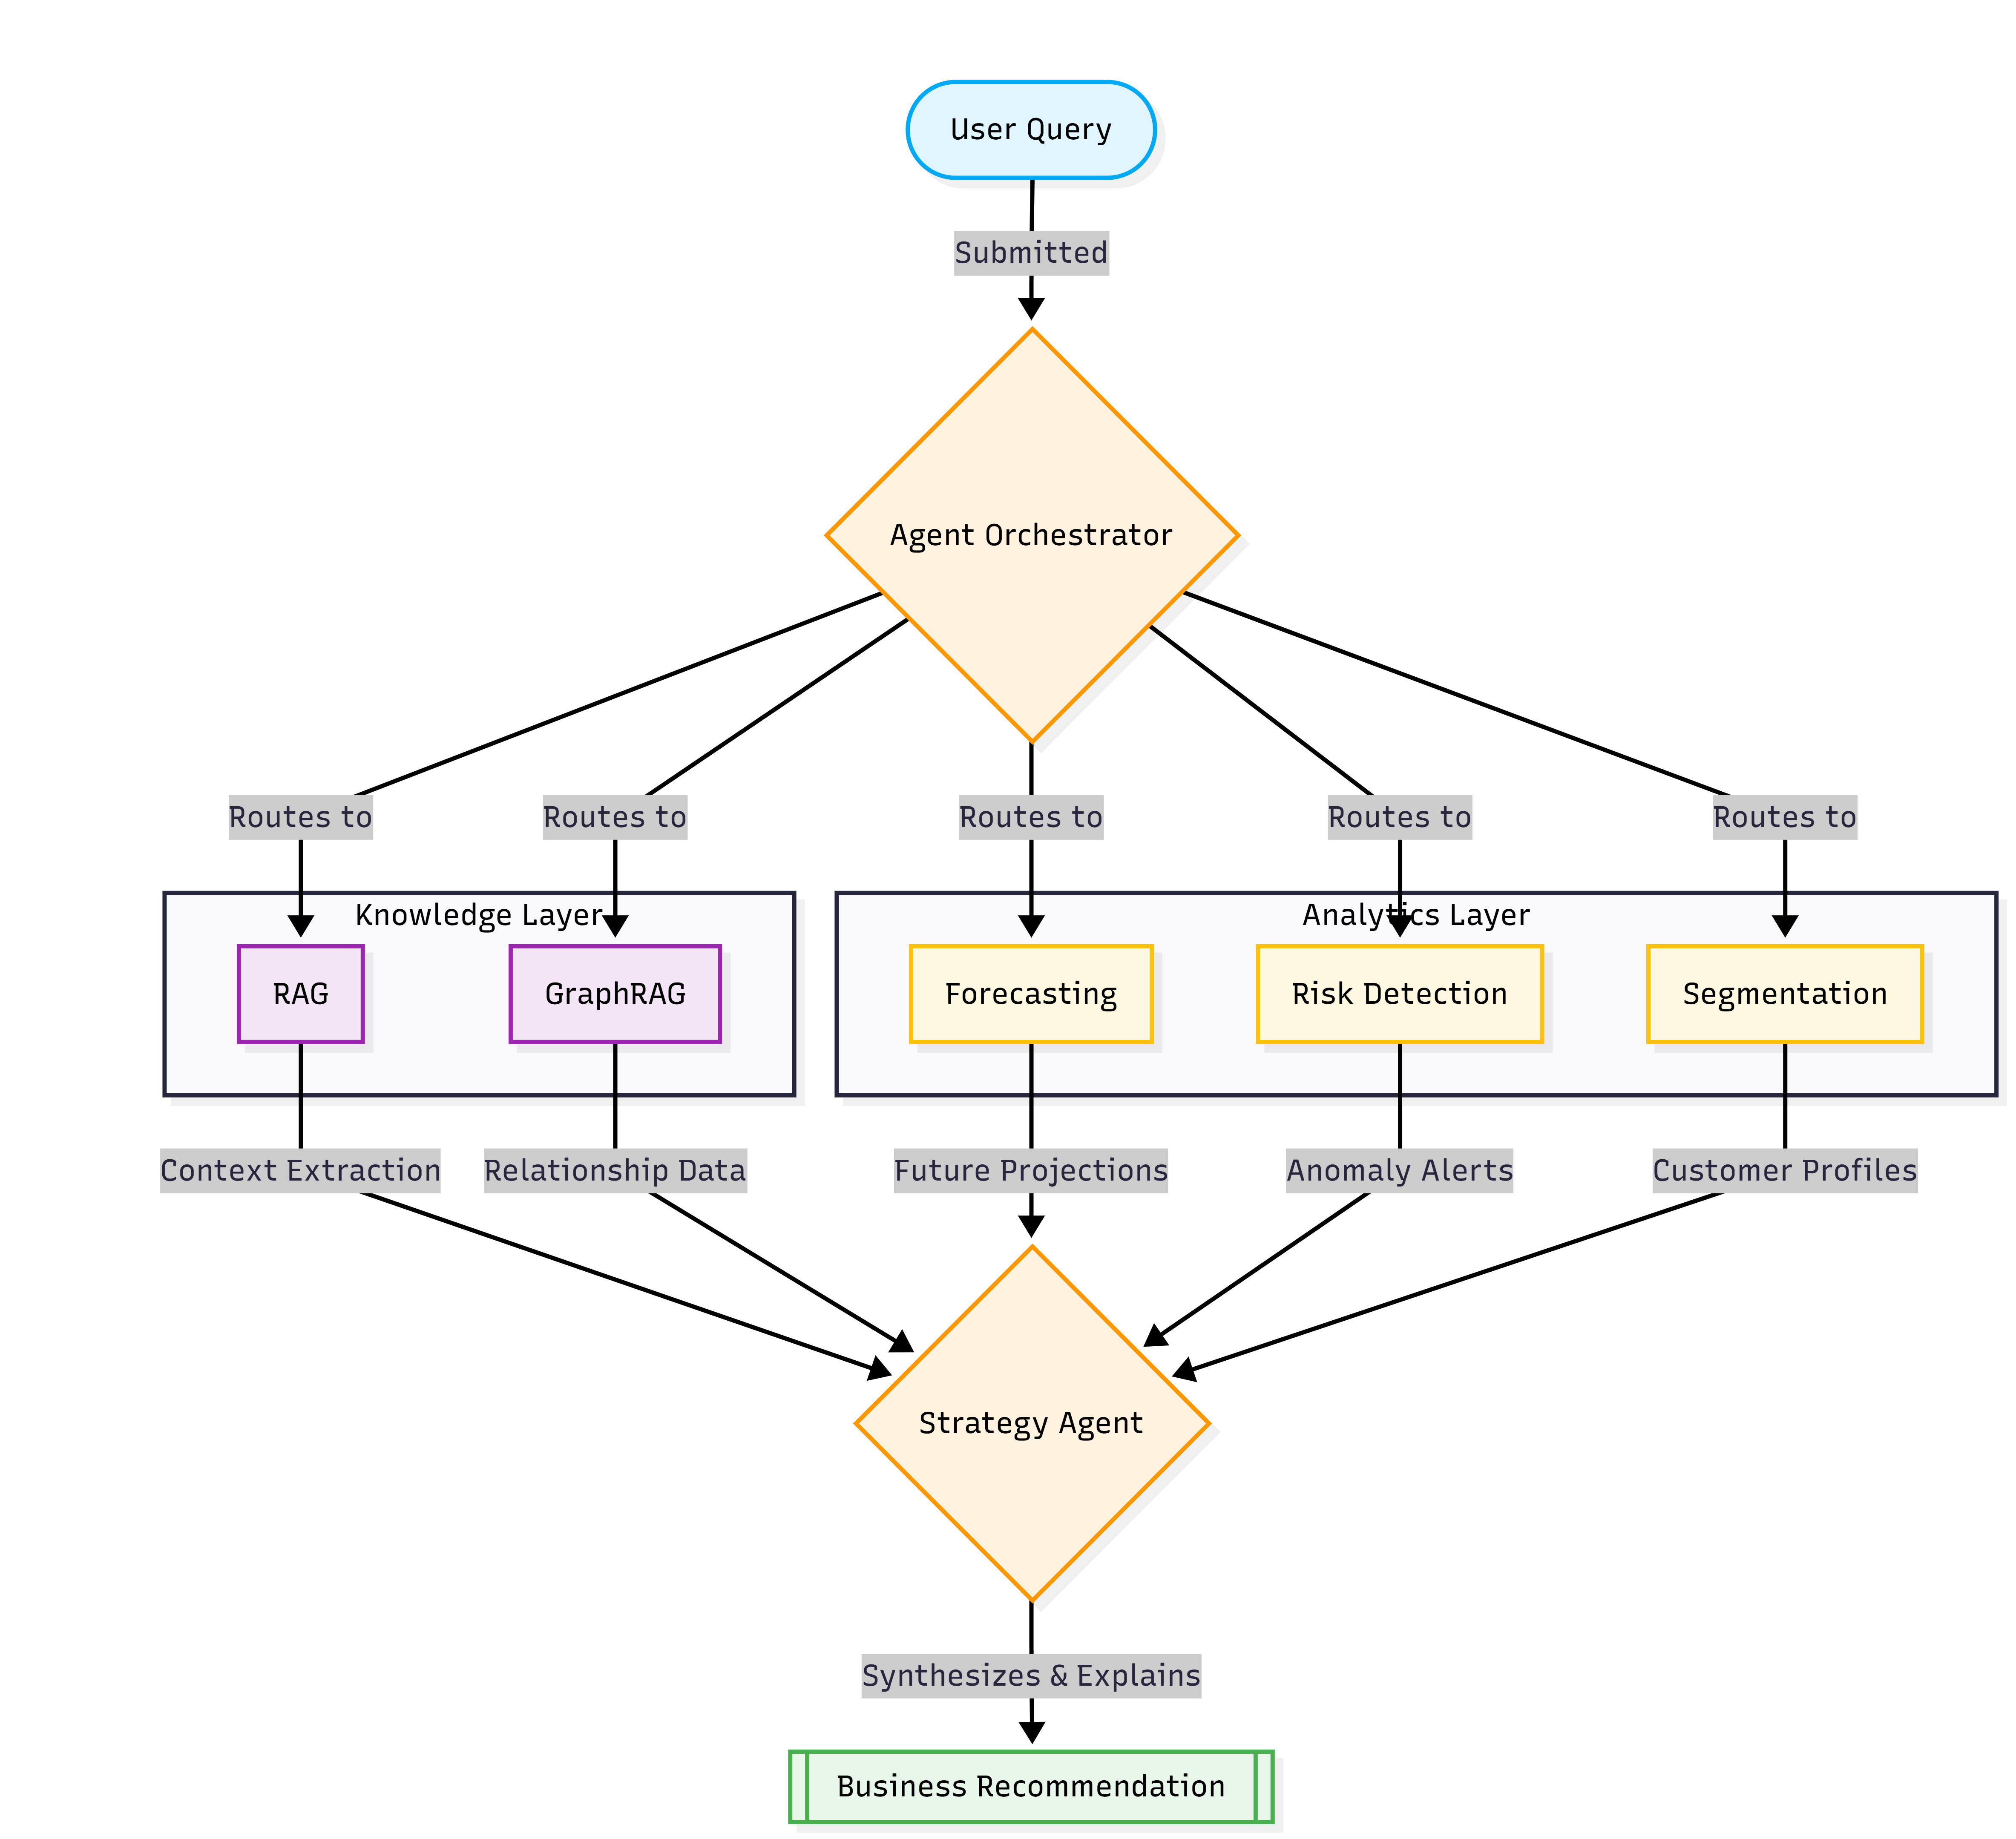 User Query
Submitted
Agent Orchestrator
Routes to
Routes to
Routes to
Routes to
Routes to
Knowledge Layer
Analytics Layer
RAG
GraphRAG
Forecasting
Risk Detection
Segmentation
Context Extraction
Relationship Data
Future Projections
Anomaly Alerts
Customer Profiles
Strategy Agent
Synthesizes & Explains
Business Recommendation